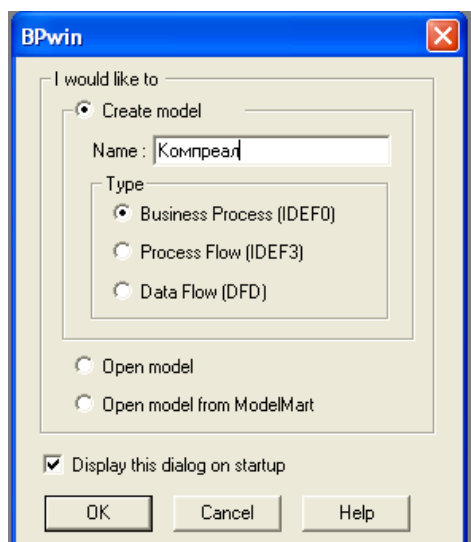 BPwin
I would like to
Create model
Name : Компреал
Type
Business Process (IDEF0)
Process Flow (IDEF3)
Data Flow (DFD)
Open model
Open model from ModelMart
Display this dialog on startup
OK Cancel Help